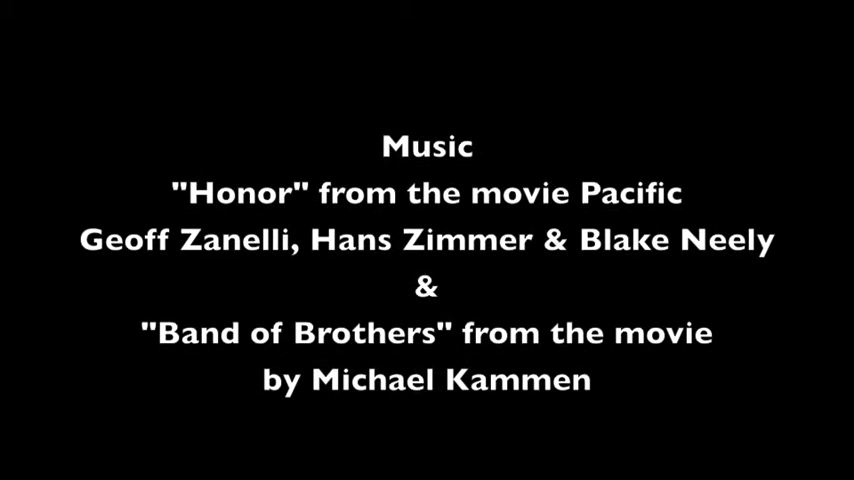 Music
"Honor" from the movie Pacific
Geoff Zanelli, Hans Zimmer & Blake Neely
&
"Band of Brothers" from the movie
by Michael Kammen